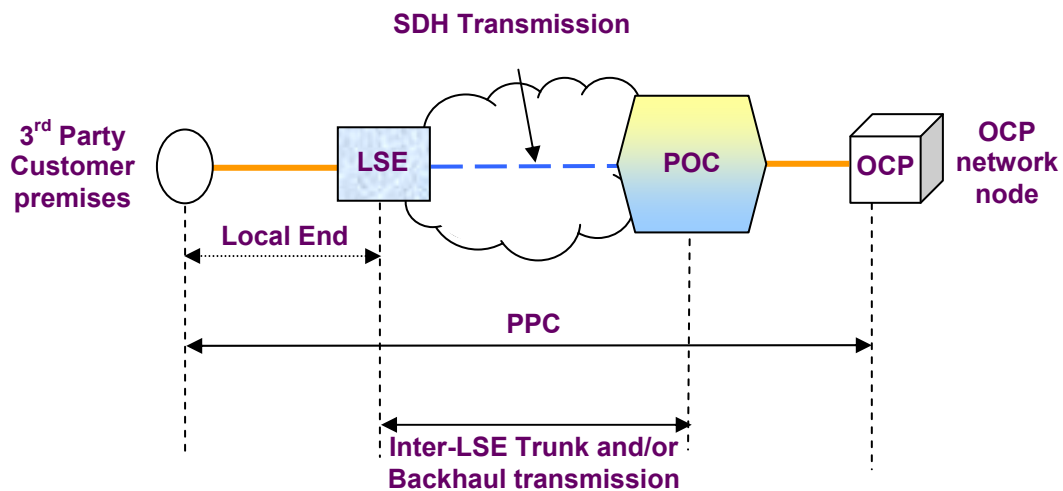 SDH Transmission
3rd Party
Customer
premises
LSE
POC
OCP
OCP
network
node
Local End
PPC
Inter-LSE Trunk and/or
Backhaul transmission